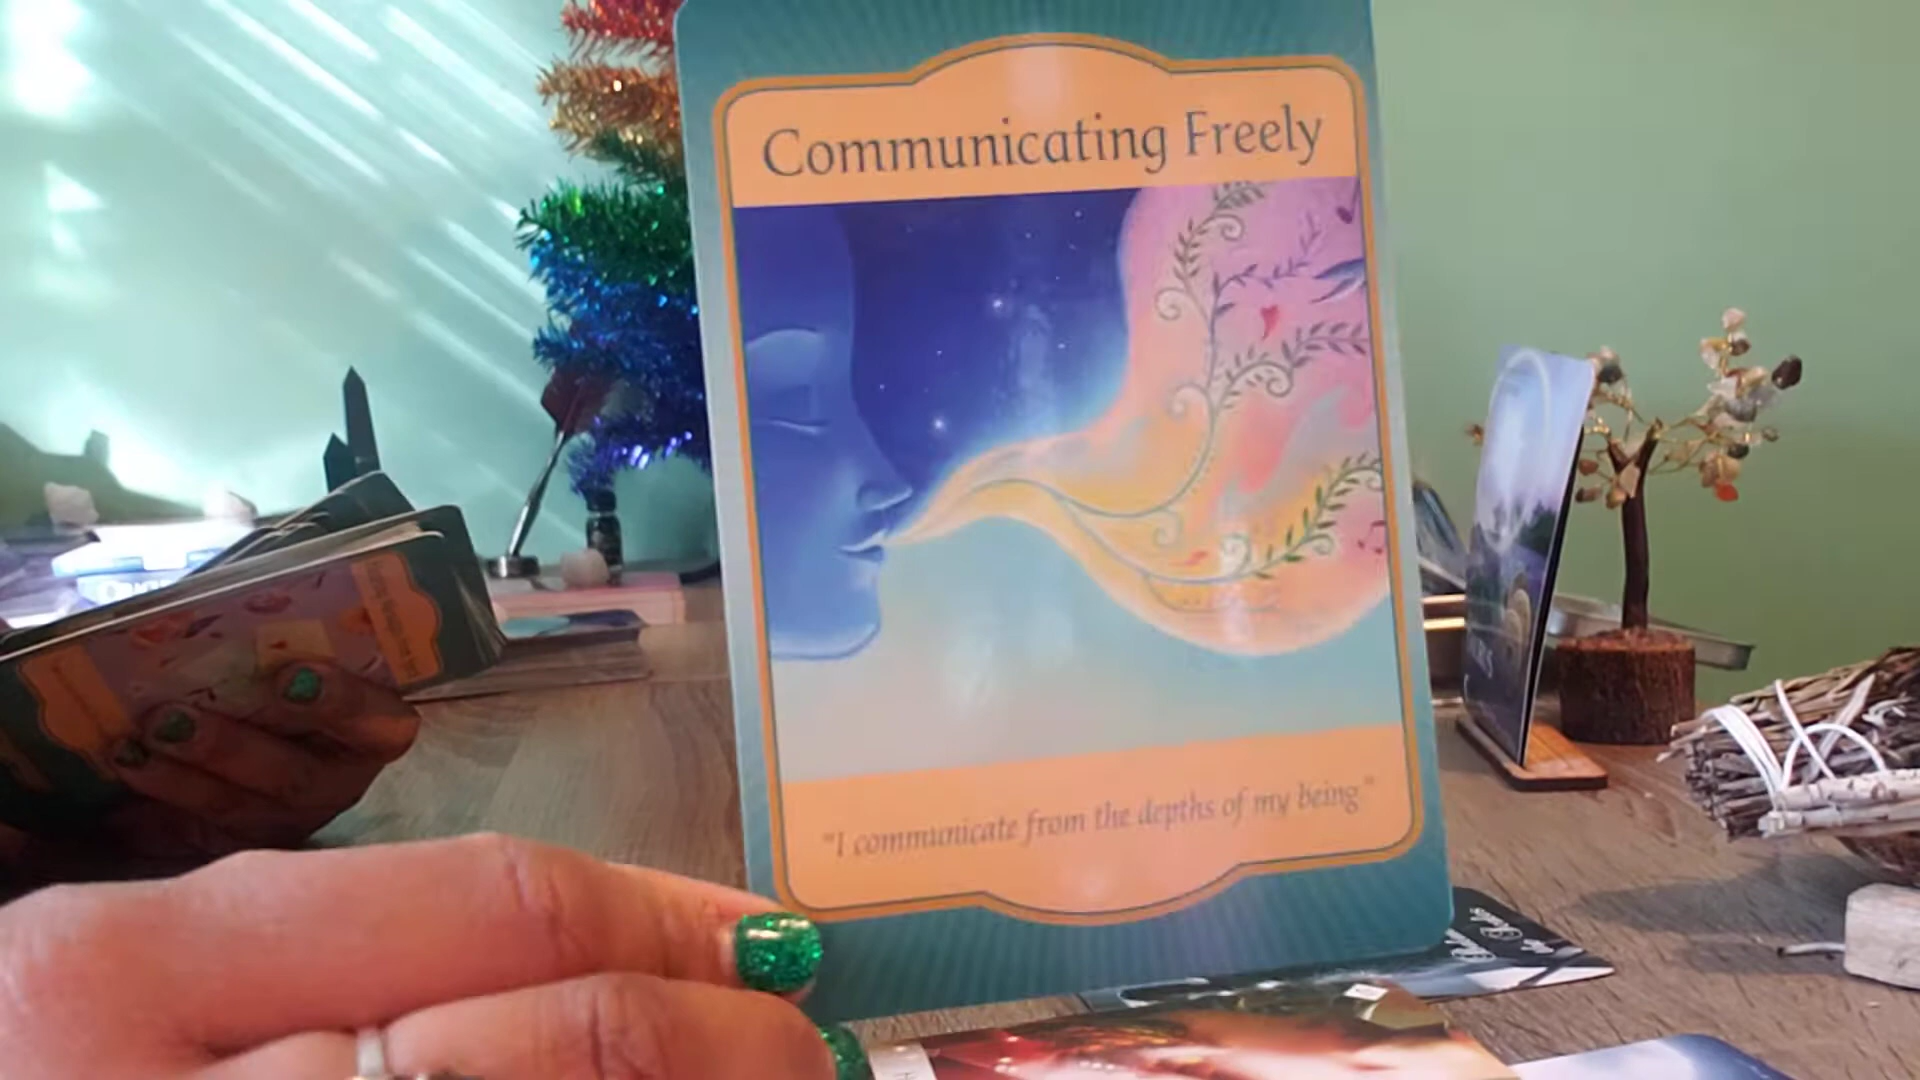 Communicating Freely
"I communicate from the depths of my being"